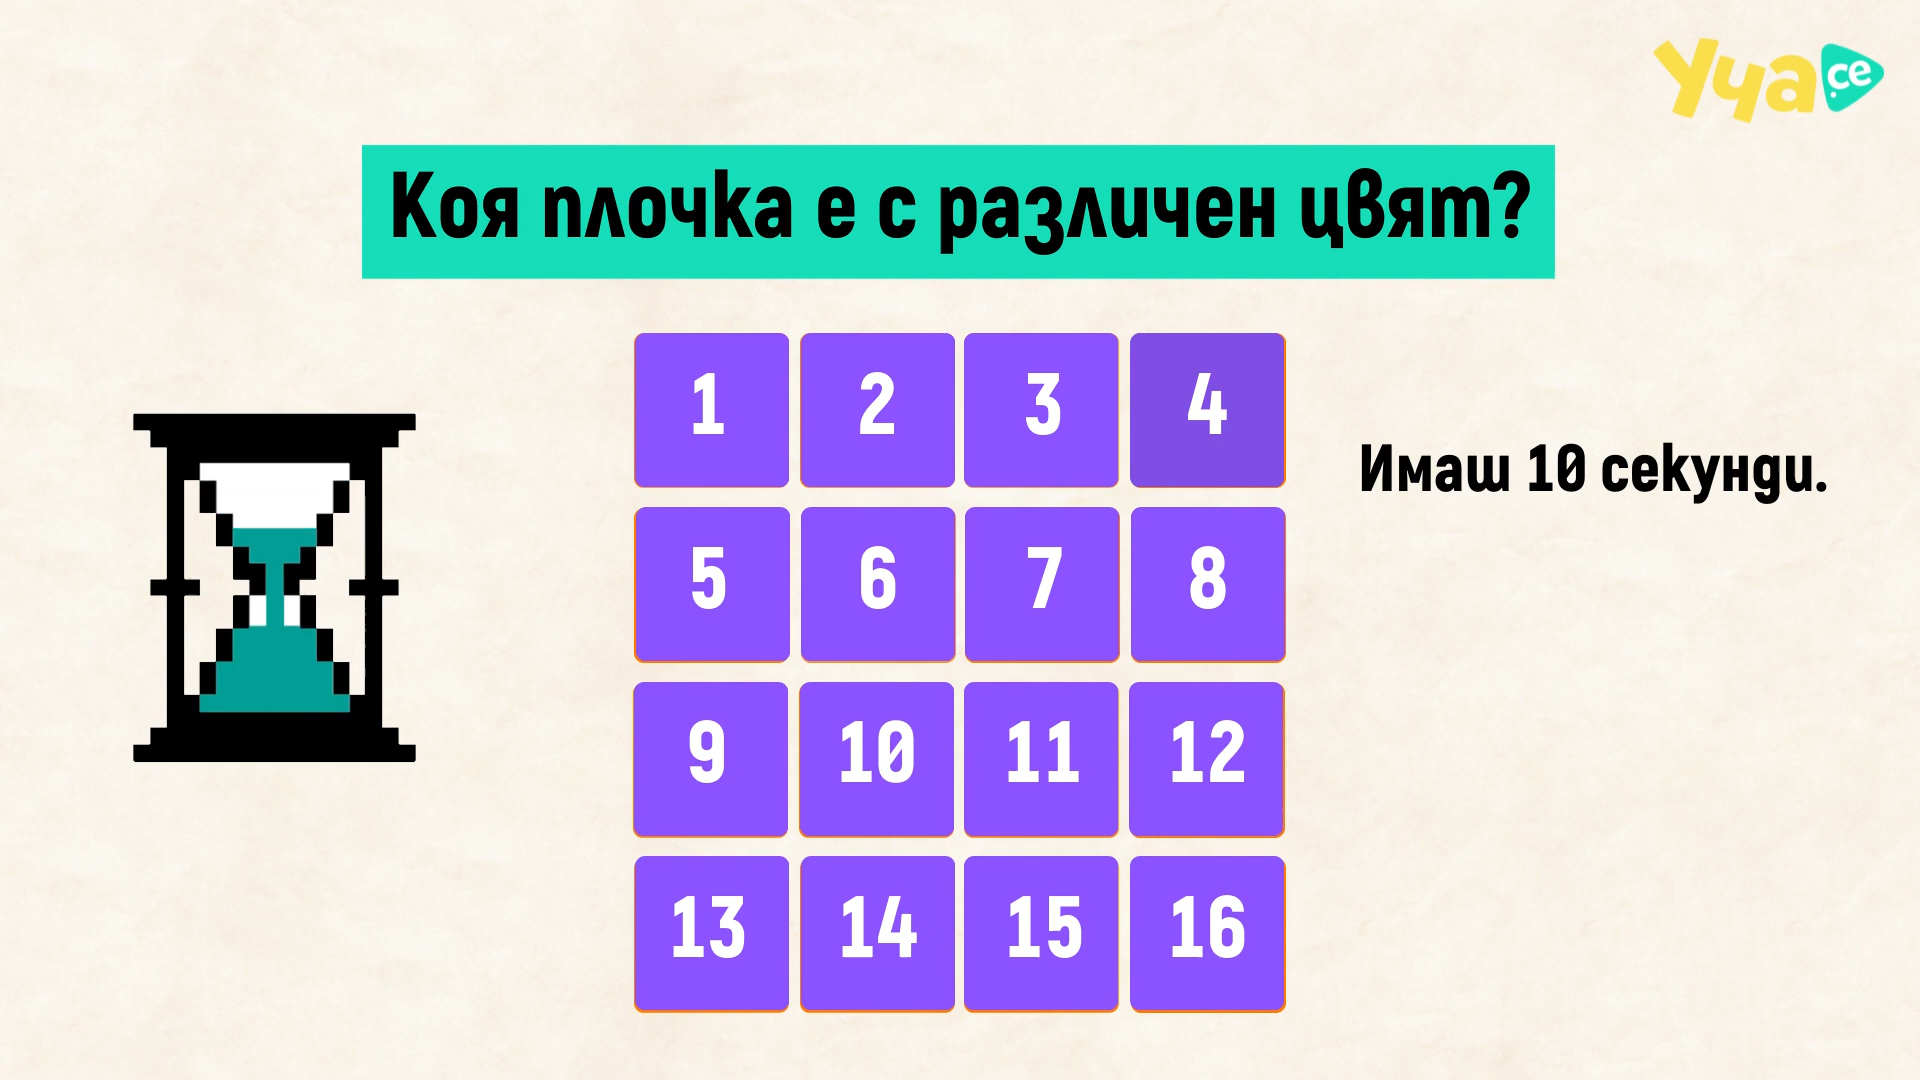 Уча.се
Коя плочка е с различен цвят?
1 2 3 4
Имаш 10 секунди.
5 6 7 8
9 10 11 12
13 14 15 16